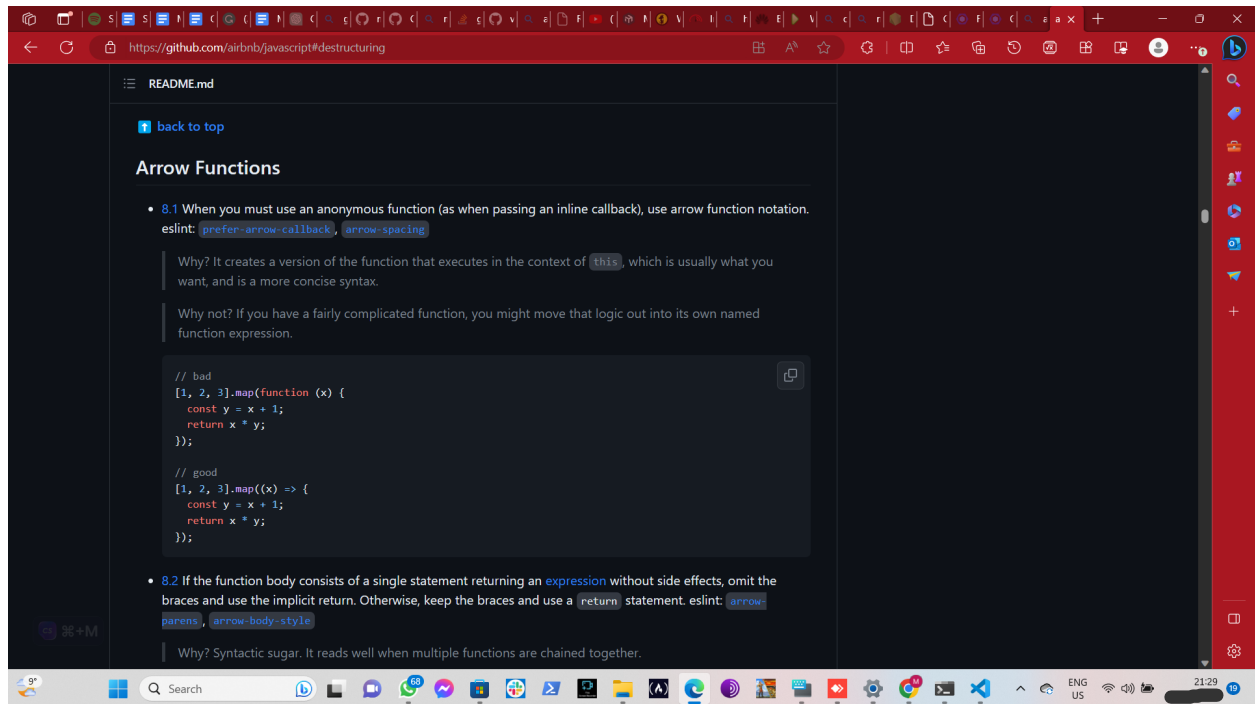 https://github.com/airbnb/javascript#destructuring
README.md
back to top
Arrow Functions
8.1 When you must use an anonymous function (as when passing an inline callback), use arrow function notation.
eslint: prefer-arrow-callback, arrow-spacing
Why? It creates a version of the function that executes in the context of this, which is usually what you
want, and is a more concise syntax.
Why not? If you have a fairly complicated function, you might move that logic out into its own named
function expression.
// bad
[1, 2, 3].map(function (x) {
  const y = x + 1;
  return x * y;
});
// good
[1, 2, 3].map((x) => {
  const y = x + 1;
  return x * y;
});
8.2 If the function body consists of a single statement returning an expression without side effects, omit the
braces and use the implicit return. Otherwise, keep the braces and use a return statement. eslint: arrow-
parens, arrow-body-style
⌘+M
Why? Syntactic sugar. It reads well when multiple functions are chained together.
9°
Search
68
ENG
US
21:29
19